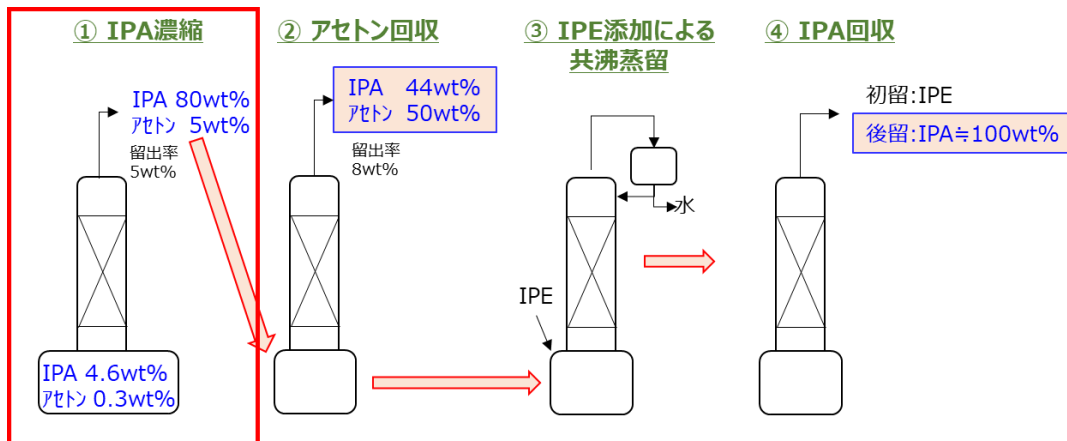 ① IPA濃縮
IPA 80wt%
アセトン 5wt%
留出率
5wt%
IPA 4.6wt%
アセトン 0.3wt%
② アセトン回収
IPA 44wt%
アセトン 50wt%
留出率
8wt%
③ IPE添加による
共沸蒸留
水
IPE
④ IPA回収
初留:IPE
後留:IPA≒100wt%